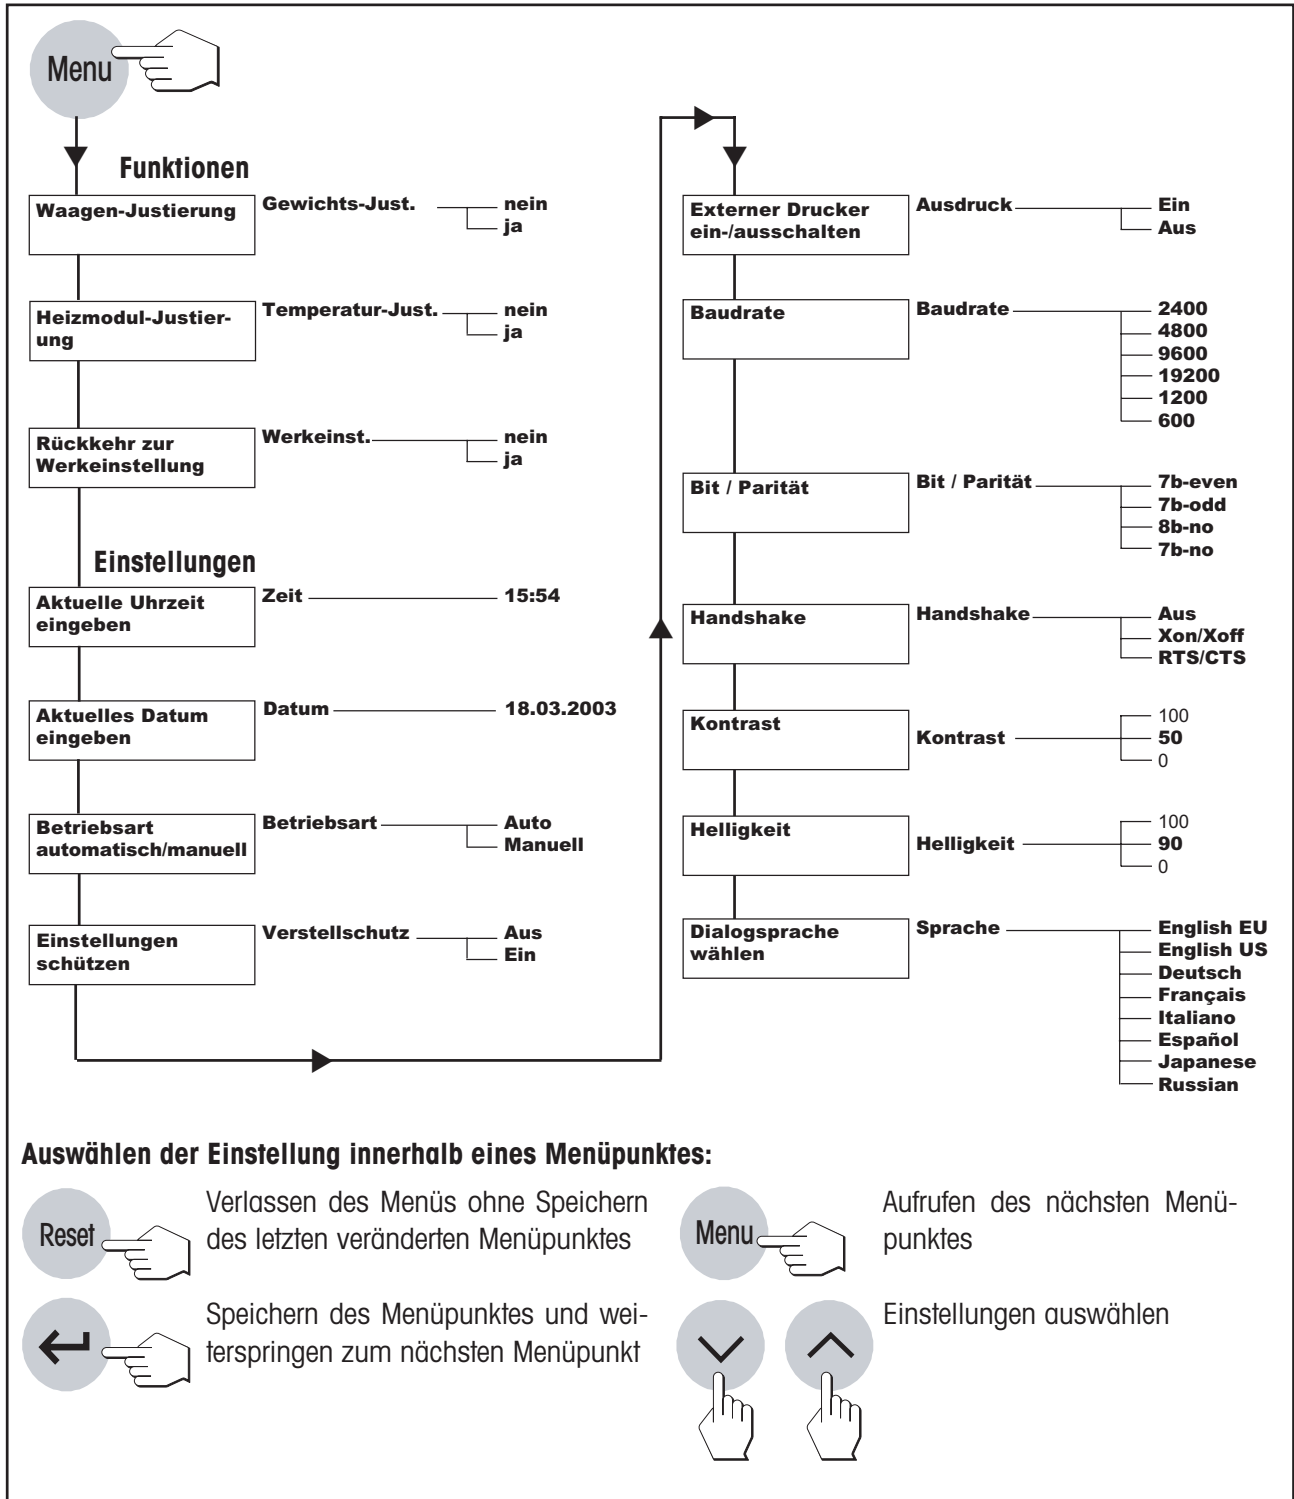 Menu
Funktionen
Waagen-Justierung
Gewichts-Just.
nein
ja
Heizmodul-Justier-
ung
Temperatur-Just.
nein
ja
Rückkehr zur
Werkeinstellung
Werkeinst.
nein
ja
Einstellungen
Aktuelle Uhrzeit
eingeben
Zeit
15:54
Aktuelles Datum
eingeben
Datum
18.03.2003
Betriebsart
automatisch/manuell
Betriebsart
Auto
Manuell
Einstellungen
schützen
Verstellschutz
Aus
Ein
Externer Drucker
ein-/ausschalten
Ausdruck
Ein
Aus
Baudrate
Baudrate
2400
4800
9600
19200
1200
600
Bit / Parität
Bit / Parität
7b-even
7b-odd
8b-no
7b-no
Handshake
Handshake
Aus
Xon/Xoff
RTS/CTS
Kontrast
Kontrast
100
50
0
Helligkeit
Helligkeit
100
90
0
Dialogsprache
wählen
Sprache
English EU
English US
Deutsch
Français
Italiano
Español
Japanese
Russian
Auswählen der Einstellung innerhalb eines Menüpunktes:
Reset
Verlassen des Menüs ohne Speichern
des letzten veränderten Menüpunktes
Menu
Aufrufen des nächsten Menü-
punktes
Speichern des Menüpunktes und wei-
terspringen zum nächsten Menüpunkt
Einstellungen auswählen